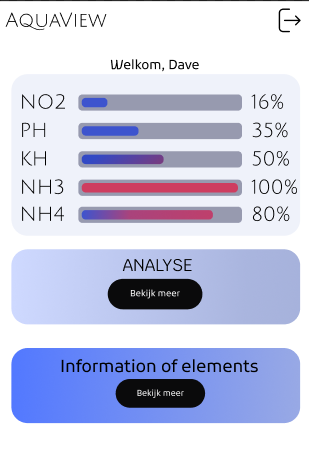 AQUAVIEW
Welkom, Dave
NO2 16%
PH 35%
KH 50%
NH3 100%
NH4 80%
ANALYSE
Bekijk meer
Information of elements
Bekijk meer